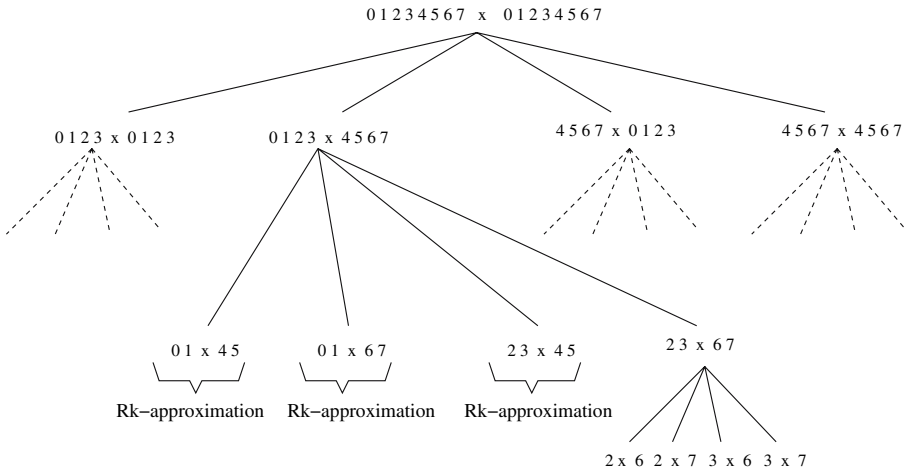 0 1 2 3 4 5 6 7 x 0 1 2 3 4 5 6 7
0 1 2 3 x 0 1 2 3
0 1 2 3 x 4 5 6 7
4 5 6 7 x 0 1 2 3
4 5 6 7 x 4 5 6 7
0 1 x 4 5
0 1 x 6 7
2 3 x 4 5
2 3 x 6 7
Rk−approximation
Rk−approximation
Rk−approximation
2 x 6
2 x 7
3 x 6
3 x 7